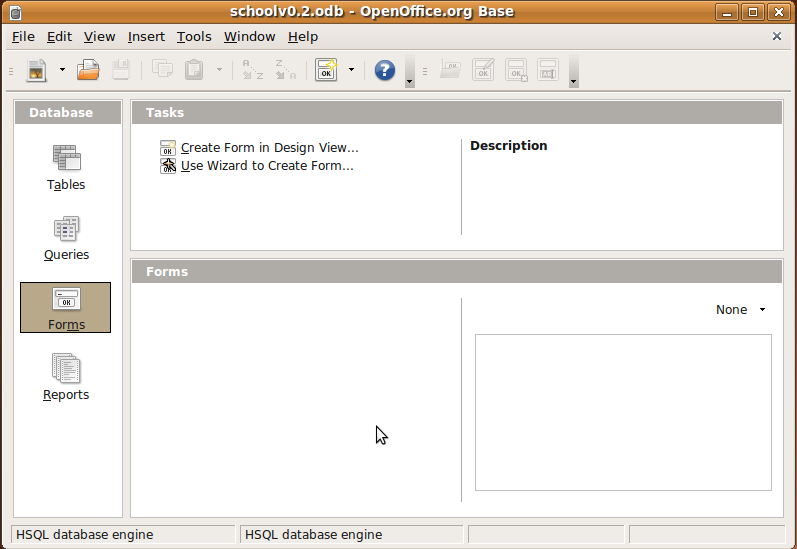 schoolv0.2.odb - OpenOffice.org Base
File Edit View Insert Tools Window Help
Database
Tables
Queries
Forms
Reports
Tasks
Create Form in Design View...
Use Wizard to Create Form...
Description
Forms
None
HSQL database engine
HSQL database engine